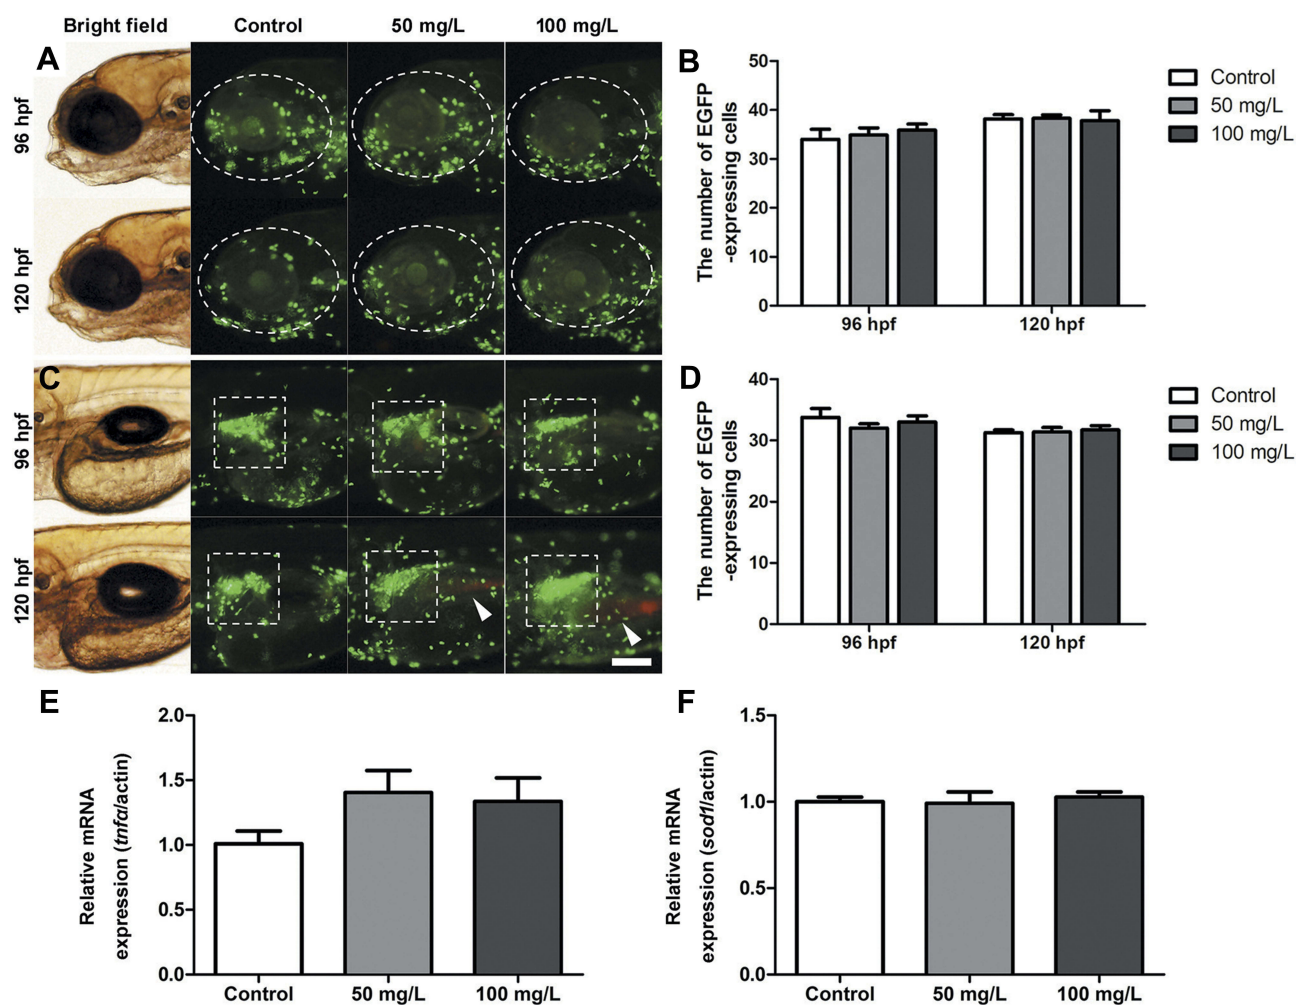 Bright field Control 50 mg/L 100 mg/L
A
96 hpf
120 hpf
B
The number of EGFP
-expressing cells
50
40
30
20
10
0
96 hpf 120 hpf
Control
50 mg/L
100 mg/L
C
96 hpf
120 hpf
D
The number of EGFP
-expressing cells
40
30
20
10
0
96 hpf 120 hpf
Control
50 mg/L
100 mg/L
E
Relative mRNA
expression (tnfα/actin)
2.0
1.5
1.0
0.5
0.0
Control 50 mg/L 100 mg/L
F
Relative mRNA
expression (sod1/actin)
1.5
1.0
0.5
0.0
Control 50 mg/L 100 mg/L